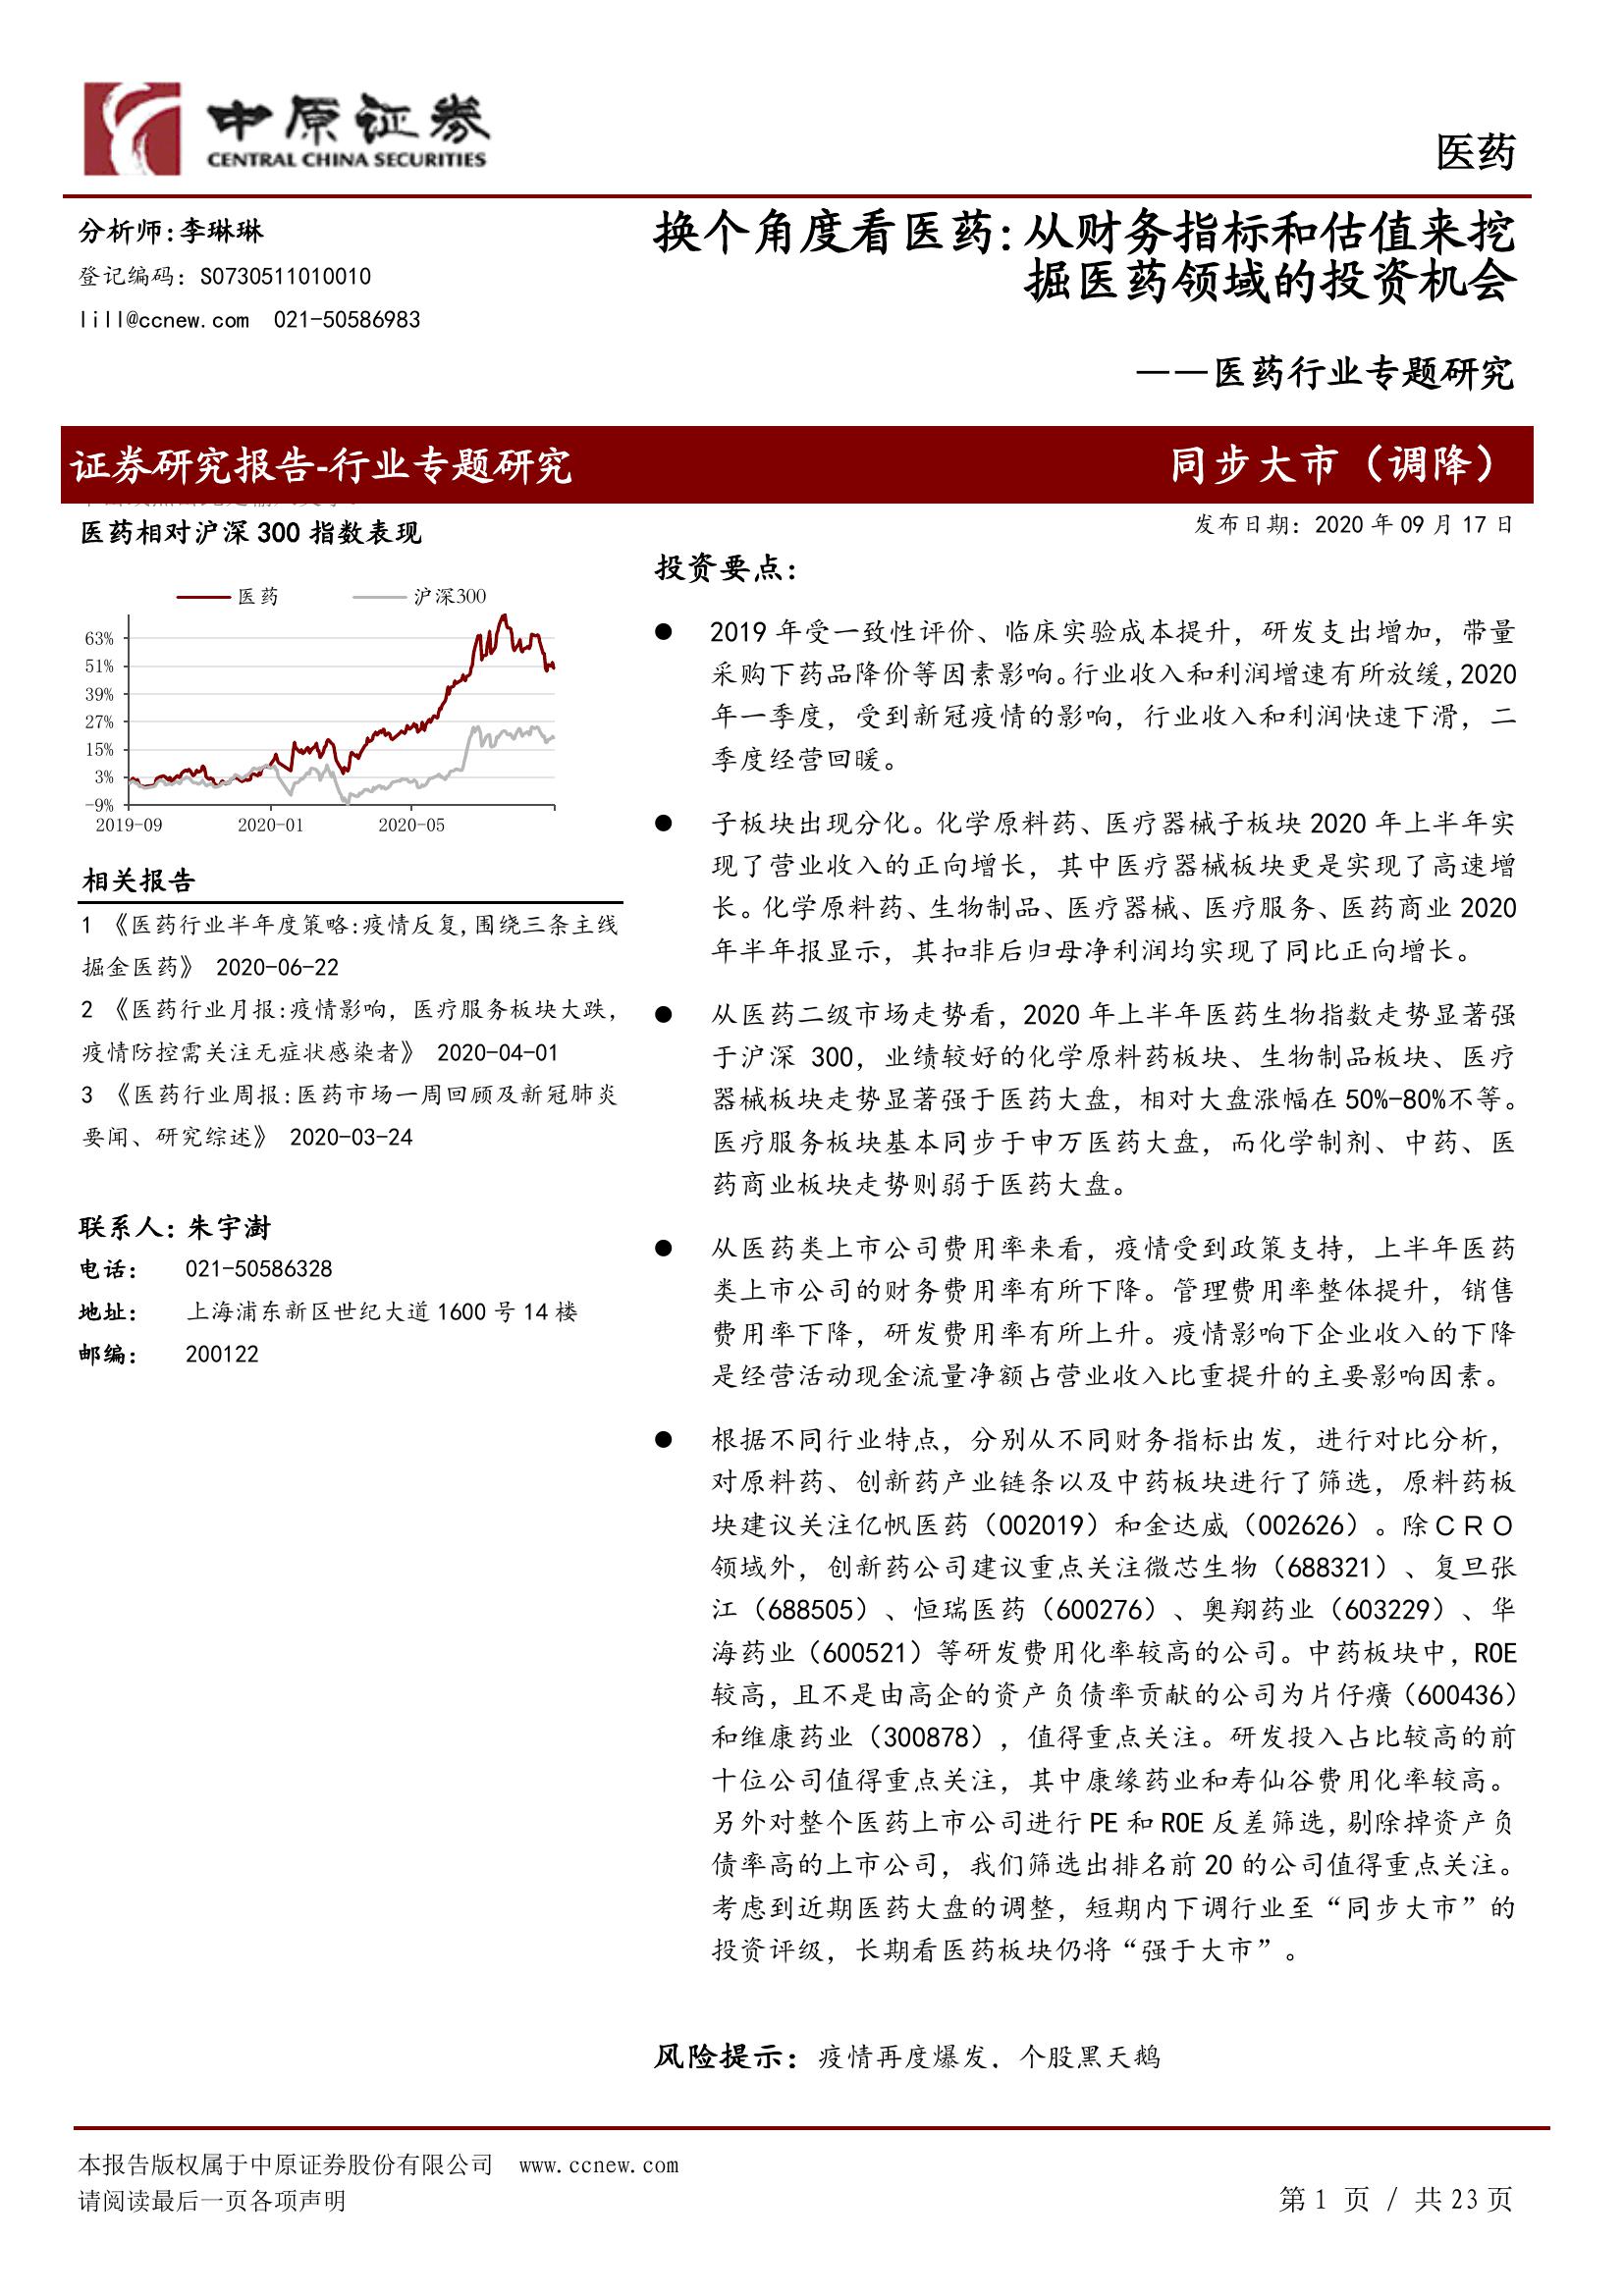 中原证券
CENTRAL CHINA SECURITIES
医药
分析师:李琳琳
登记编码: S0730511010010
lill@ccnew.com 021-50586983
换个角度看医药:从财务指标和估值来挖
掘医药领域的投资机会
——医药行业专题研究
证券研究报告-行业专题研究
同步大市（调降）
医药相对沪深 300 指数表现
医药
沪深300
63%
51%
39%
27%
15%
3%
-9%
2019-09
2020-01
2020-05
相关报告
1 《医药行业半年度策略:疫情反复,围绕三条主线
掘金医药》 2020-06-22
2 《医药行业月报:疫情影响，医疗服务板块大跌，
疫情防控需关注无症状感染者》 2020-04-01
3 《医药行业周报:医药市场一周回顾及新冠肺炎
要闻、研究综述》 2020-03-24
联系人: 朱宇澍
电话: 021-50586328
地址: 上海浦东新区世纪大道 1600 号 14 楼
邮编: 200122
发布日期: 2020 年 09 月 17 日
投资要点:
● 2019 年受一致性评价、临床实验成本提升，研发支出增加，带量
采购下药品降价等因素影响。行业收入和利润增速有所放缓,2020
年一季度，受到新冠疫情的影响，行业收入和利润快速下滑，二
季度经营回暖。
● 子板块出现分化。化学原料药、医疗器械子板块 2020 年上半年实
现了营业收入的正向增长，其中医疗器械板块更是实现了高速增
长。化学原料药、生物制品、医疗器械、医疗服务、医药商业 2020
年半年报显示，其扣非后归母净利润均实现了同比正向增长。
● 从医药二级市场走势看，2020 年上半年医药生物指数走势显著强
于沪深 300，业绩较好的化学原料药板块、生物制品板块、医疗
器械板块走势显著强于医药大盘，相对大盘涨幅在 50%-80%不等。
医疗服务板块基本同步于申万医药大盘，而化学制剂、中药、医
药商业板块走势则弱于医药大盘。
● 从医药类上市公司费用率来看，疫情受到政策支持，上半年医药
类上市公司的财务费用率有所下降。管理费用率整体提升，销售
费用率下降，研发费用率有所上升。疫情影响下企业收入的下降
是经营活动现金流量净额占营业收入比重提升的主要影响因素。
● 根据不同行业特点，分别从不同财务指标出发，进行对比分析，
对原料药、创新药产业链条以及中药板块进行了筛选，原料药板
块建议关注亿帆医药（002019）和金达威（002626）。除ＣＲＯ
领域外，创新药公司建议重点关注微芯生物（688321）、复旦张
江（688505）、恒瑞医药（600276）、奥翔药业（603229）、华
海药业（600521）等研发费用化率较高的公司。中药板块中，ROE
较高，且不是由高企的资产负债率贡献的公司为片仔癀（600436）
和维康药业（300878），值得重点关注。研发投入占比较高的前
十位公司值得重点关注，其中康缘药业和寿仙谷费用化率较高。
另外对整个医药上市公司进行 PE 和 ROE 反差筛选,剔除掉资产负
债率高的上市公司，我们筛选出排名前 20 的公司值得重点关注。
考虑到近期医药大盘的调整，短期内下调行业至“同步大市”的
投资评级，长期看医药板块仍将“强于大市”。
风险提示: 疫情再度爆发．个股黑天鹅
本报告版权属于中原证券股份有限公司 www.ccnew.com
请阅读最后一页各项声明
第 1 页 / 共 23 页